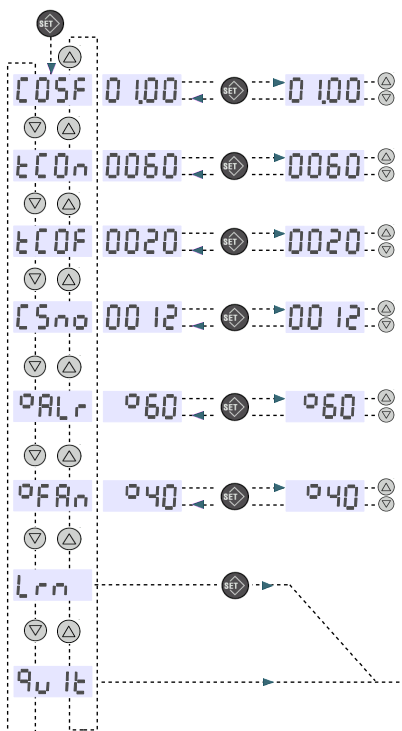 SET
COSF 01.00 SET 01.00
tCOn 0060 SET 0060
tCOF 0020 SET 0020
CSno 0012 SET 0012
°ALr °60 SET °60
°FAn °40 SET °40
Lrn SET
quIt